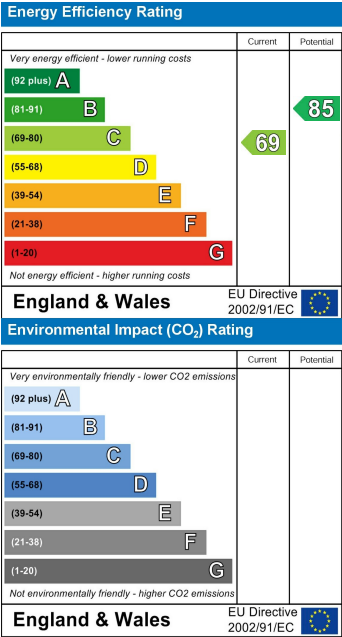 Energy Efficiency Rating
Current Potential
Very energy efficient - lower running costs
(92 plus) A
(81-91) B
85
(69-80) C
69
(55-68) D
(39-54) E
(21-38) F
(1-20) G
Not energy efficient - higher running costs
England & Wales
EU Directive
2002/91/EC
Environmental Impact (CO₂) Rating
Current Potential
Very environmentally friendly - lower CO2 emissions
(92 plus) A
(81-91) B
(69-80) C
(55-68) D
(39-54) E
(21-38) F
(1-20) G
Not environmentally friendly - higher CO2 emissions
England & Wales
EU Directive
2002/91/EC